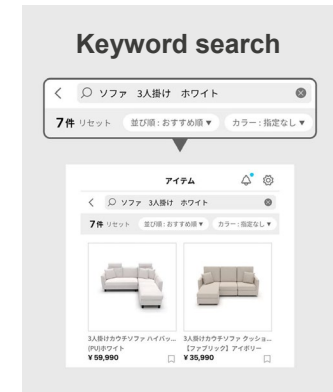 Keyword search
ソファ 3人掛け ホワイト
7件 リセット 並び順:おすすめ順▼ カラー:指定なし▼
アイテム
ソファ 3人掛け ホワイト
7件 リセット 並び順:おすすめ順▼ カラー:指定なし▼
3人掛けカウチソファ ハイバッ...
(PU)ホワイト
¥59,990
3人掛けカウチソファ クッショ...
【ファブリック】アイボリー
¥35,990